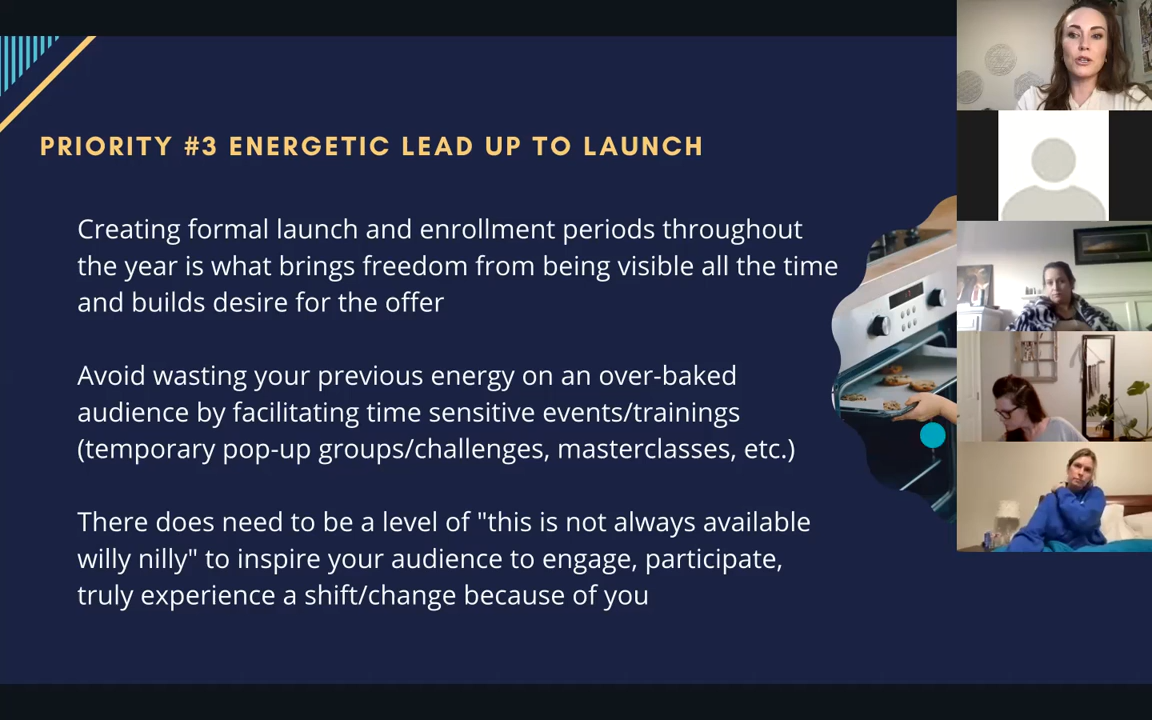 PRIORITY #3 ENERGETIC LEAD UP TO LAUNCH
Creating formal launch and enrollment periods throughout
the year is what brings freedom from being visible all the time
and builds desire for the offer
Avoid wasting your previous energy on an over-baked
audience by facilitating time sensitive events/trainings
(temporary pop-up groups/challenges, masterclasses, etc.)
There does need to be a level of "this is not always available
willy nilly" to inspire your audience to engage, participate,
truly experience a shift/change because of you